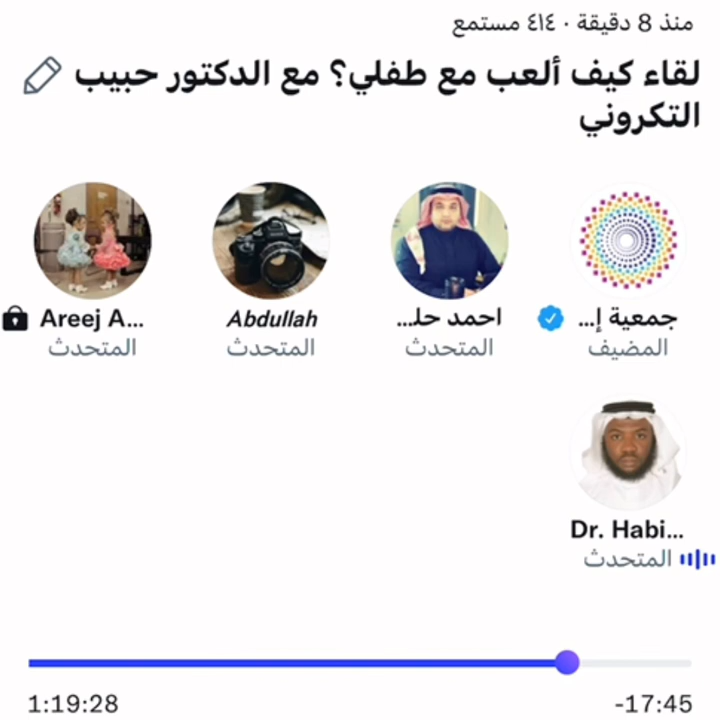 منذ 8 دقيقة · ٤١٤ مستمع
لقاء كيف ألعب مع طفلي؟ مع الدكتور حبيب
التكروني
جمعية إ...
المضيف
احمد حلـ...
المتحدث
Abdullah
المتحدث
Areej A...
المتحدث
Dr. Habi...
المتحدث
1:19:28
-17:45